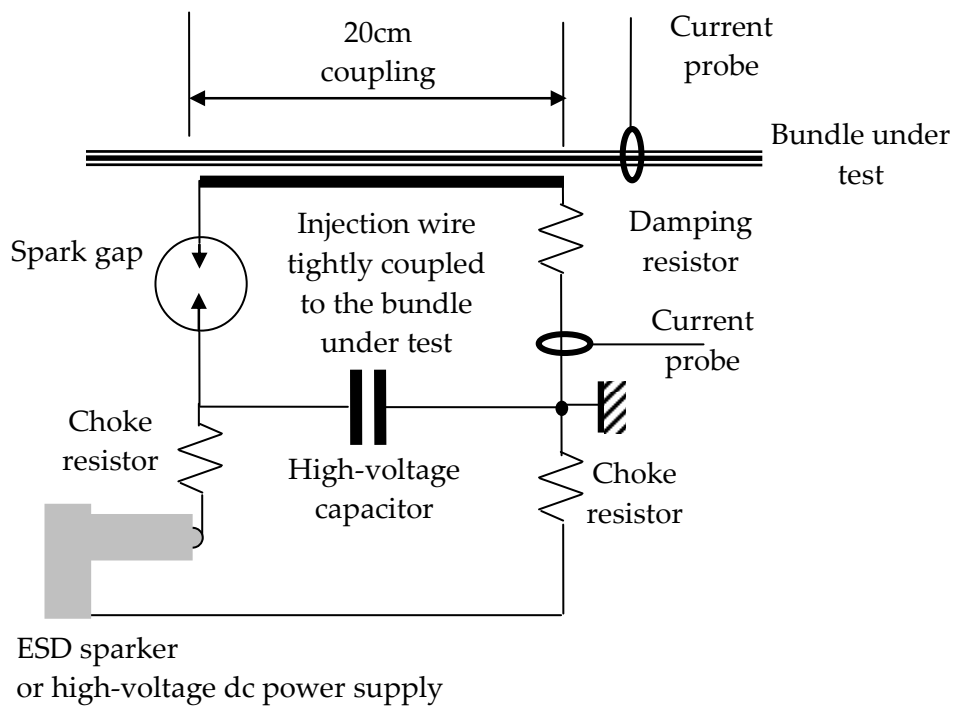 20cm
coupling
Current
probe
Bundle under
test
Spark gap
Injection wire
tightly coupled
to the bundle
under test
Damping
resistor
Current
probe
Choke
resistor
High-voltage
capacitor
Choke
resistor
ESD sparker
or high-voltage dc power supply